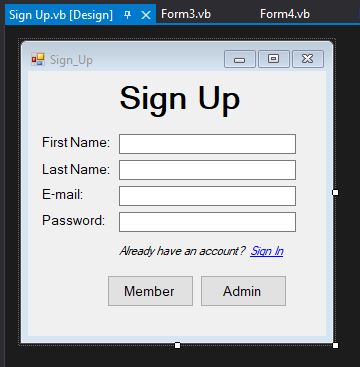 Sign Up.vb [Design] Form3.vb Form4.vb
Sign_Up
Sign Up
First Name:
Last Name:
E-mail:
Password:
Already have an account? Sign In
Member Admin